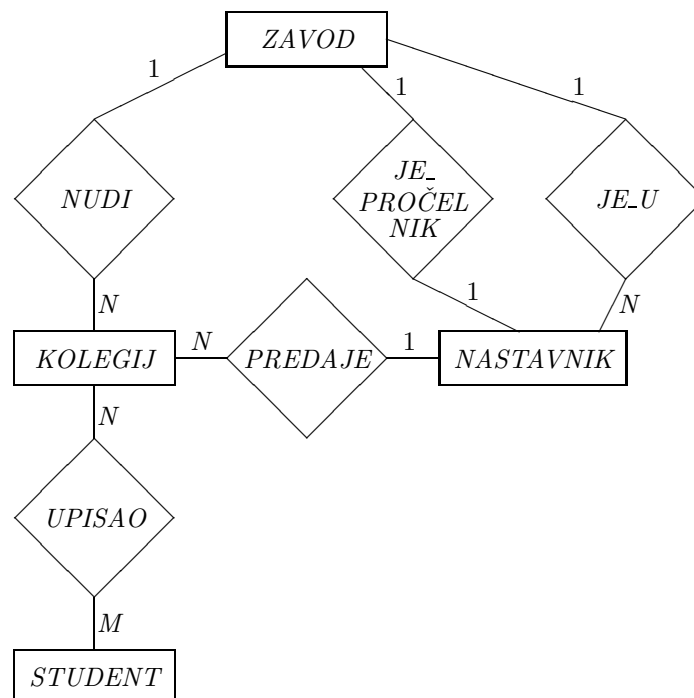 ZAVOD
1
1
1
NUDI
JE_
PROČEL
NIK
JE_U
N
1
N
KOLEGIJ
N
PREDAJE
1
NASTAVNIK
N
UPISAO
M
STUDENT